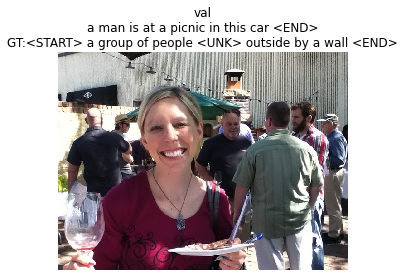 val
a man is at a picnic in this car <END>
GT:<START> a group of people <UNK> outside by a wall <END>